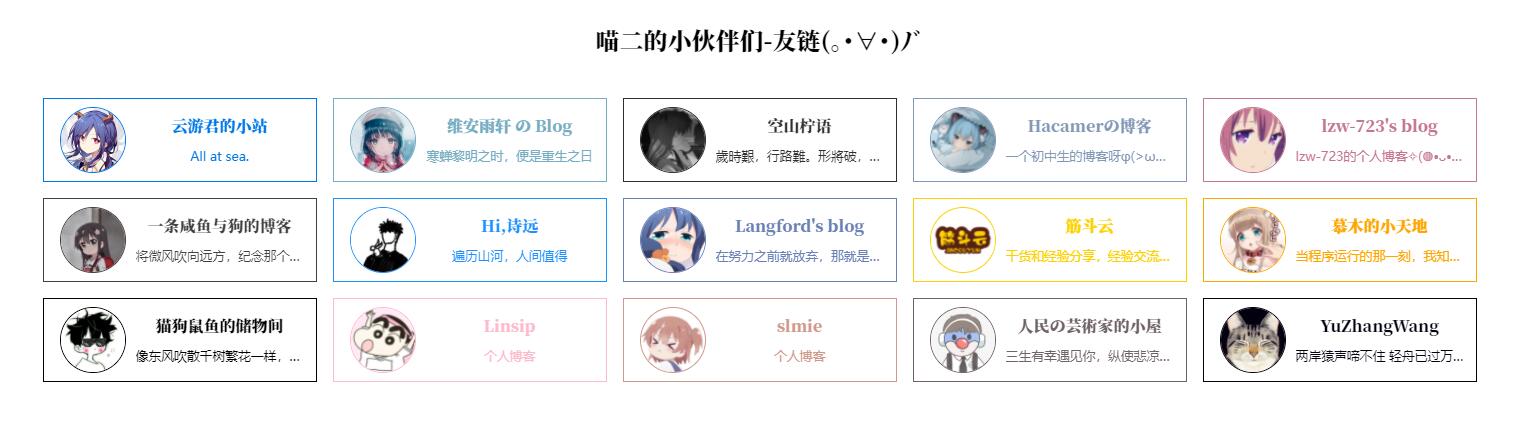 喵二的小伙伴们-友链(｡･∀･)ﾉﾞ
云游君的小站
All at sea.
维安雨轩 の Blog
寒蝉黎明之时，便是重生之日
空山柠语
歲時艱，行路難。形將破，...
Hacamerの博客
一个初中生的博客呀φ(>ω...
lzw-723's blog
lzw-723的个人博客✧(◍•ᴗ•...
一条咸鱼与狗的博客
将微风吹向远方，纪念那个...
Hi,诗远
遍历山河，人间值得
Langford's blog
在努力之前就放弃，那就是...
筋斗云
干货和经验分享，经验交流...
慕木的小天地
当程序运行的那一刻，我知...
猫狗鼠鱼的储物间
像东风吹散千树繁花一样，...
Linsip
个人博客
slmie
个人博客
人民の芸術家的小屋
三生有幸遇见你，纵使悲凉...
YuZhangWang
两岸猿声啼不住 轻舟已过万...